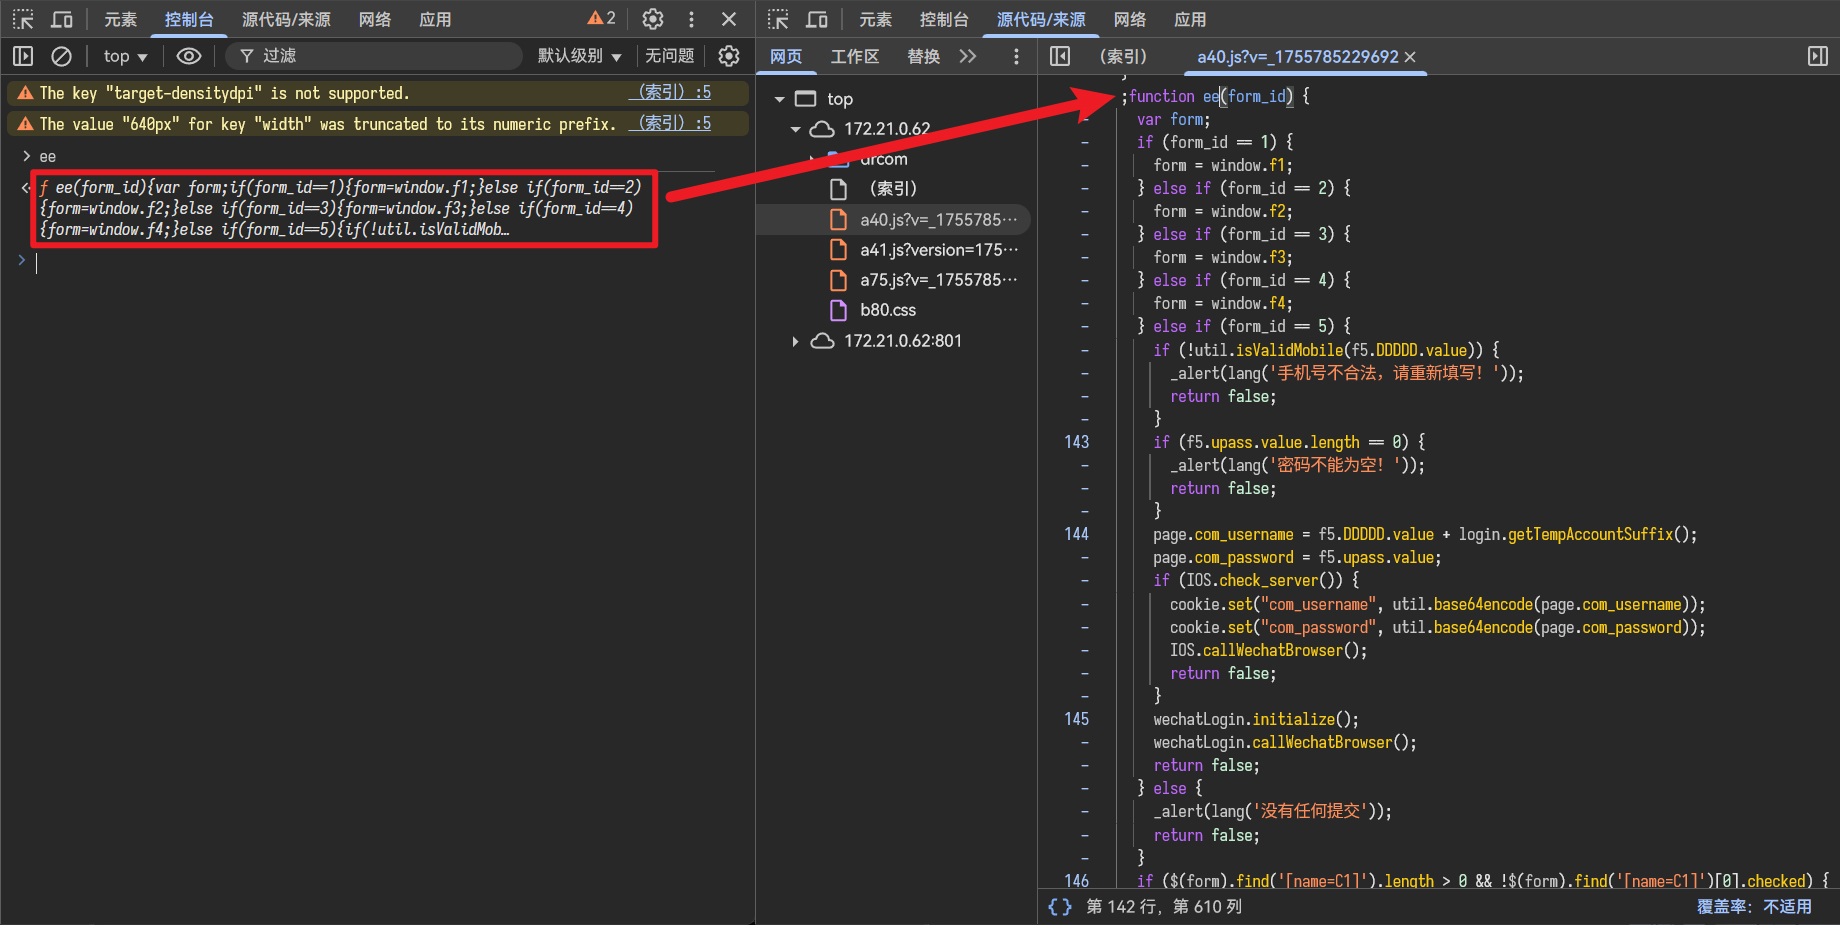 元素 控制台 源代码/来源 网络 应用 2
top 过滤 默认级别 无问题
The key "target-densitydpi" is not supported. （索引）:5
The value "640px" for key "width" was truncated to its numeric prefix. （索引）:5
> ee
ƒ ee(form_id){var form;if(form_id==1){form=window.f1;}else if(form_id==2)
{form=window.f2;}else if(form_id==3){form=window.f3;}else if(form_id==4)
{form=window.f4;}else if(form_id==5){if(!util.isValidMob…
>
元素 控制台 源代码/来源 网络 应用
网页 工作区 替换
top
172.21.0.62
drcom
（索引）
a40.js?v=_1755785…
a41.js?version=175…
a75.js?v=_1755785…
b80.css
172.21.0.62:801
（索引） a40.js?v=_1755785229692
}
;function ee(form_id) {
- var form;
- if (form_id == 1) {
- form = window.f1;
- } else if (form_id == 2) {
- form = window.f2;
- } else if (form_id == 3) {
- form = window.f3;
- } else if (form_id == 4) {
- form = window.f4;
- } else if (form_id == 5) {
- if (!util.isValidMobile(f5.DDDDD.value)) {
- _alert(lang('手机号不合法，请重新填写！'));
- return false;
- }
143 if (f5.upass.value.length == 0) {
- _alert(lang('密码不能为空！'));
- return false;
- }
144 page.com_username = f5.DDDDD.value + login.getTempAccountSuffix();
- page.com_password = f5.upass.value;
- if (IOS.check_server()) {
- cookie.set("com_username", util.base64encode(page.com_username));
- cookie.set("com_password", util.base64encode(page.com_password));
- IOS.callWechatBrowser();
- return false;
- }
145 wechatLogin.initialize();
- wechatLogin.callWechatBrowser();
- return false;
- } else {
- _alert(lang('没有任何提交'));
- return false;
- }
146 if ($(form).find('[name=C1]').length > 0 && !$(form).find('[name=C1]')[0].checked) {
{} 第 142 行，第 610 列 覆盖率：不适用